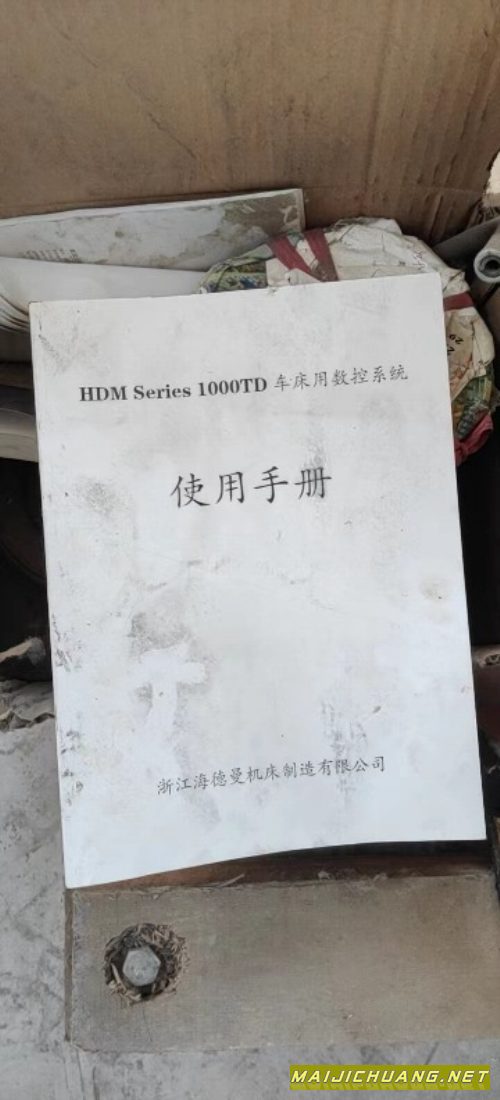 HDM Series 1000TD 车床用数控系统
使用手册
浙江海德曼机床制造有限公司
MAIJICHUANG.NET